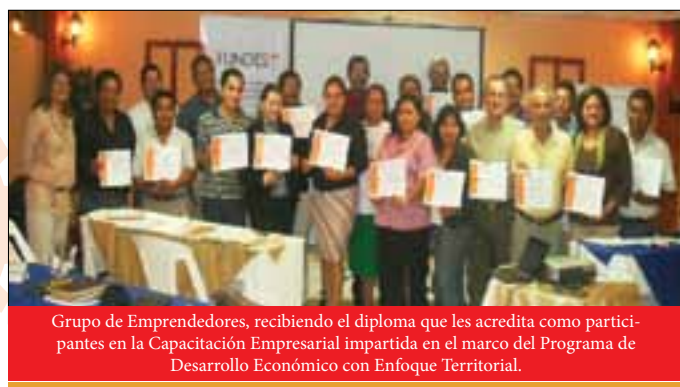 FUNDES
Grupo de Emprendedores, recibiendo el diploma que les acredita como partici-
pantes en la Capacitación Empresarial impartida en el marco del Programa de
Desarrollo Económico con Enfoque Territorial.